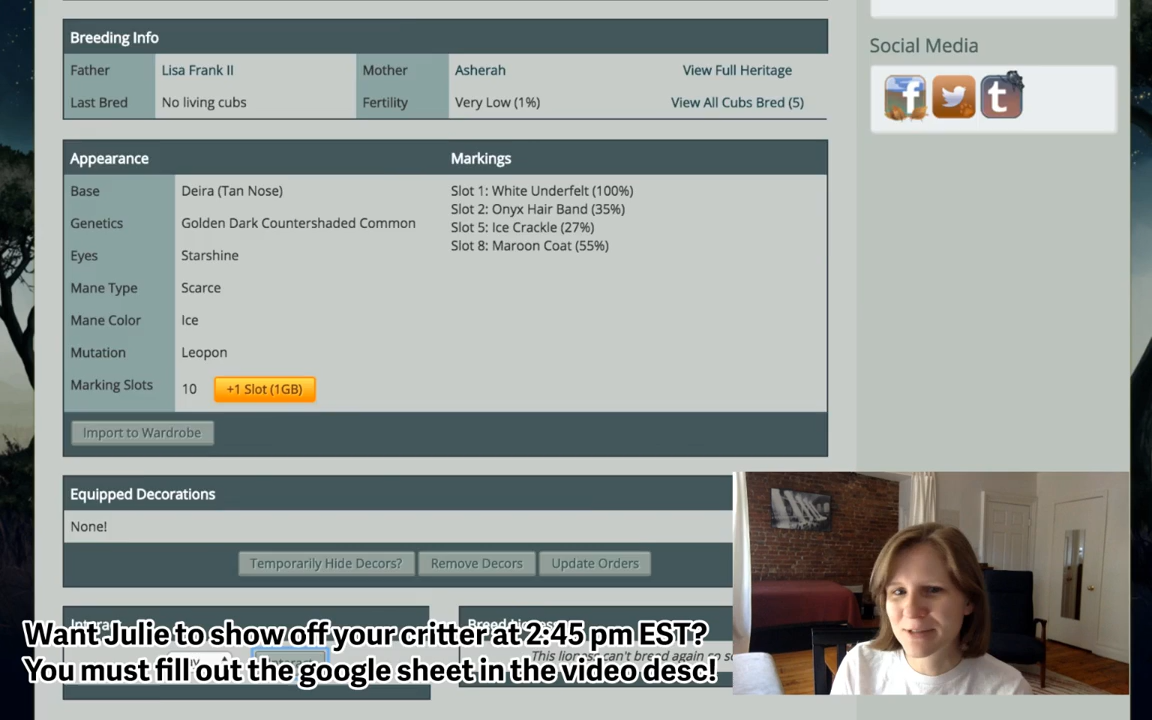 Breeding Info
Father Lisa Frank II Mother Asherah View Full Heritage
Last Bred No living cubs Fertility Very Low (1%) View All Cubs Bred (5)
Social Media
Appearance Markings
Base Deira (Tan Nose) Slot 1: White Underfelt (100%)
Slot 2: Onyx Hair Band (35%)
Genetics Golden Dark Countershaded Common Slot 5: Ice Crackle (27%)
Slot 8: Maroon Coat (55%)
Eyes Starshine
Mane Type Scarce
Mane Color Ice
Mutation Leopon
Marking Slots 10 +1 Slot (1GB)
Import to Wardrobe
Equipped Decorations
None!
Temporarily Hide Decors? Remove Decors Update Orders
Want Julie to show off your critter at 2:45 pm EST?
This lioness can't breed again
You must fill out the google sheet in the video desc!